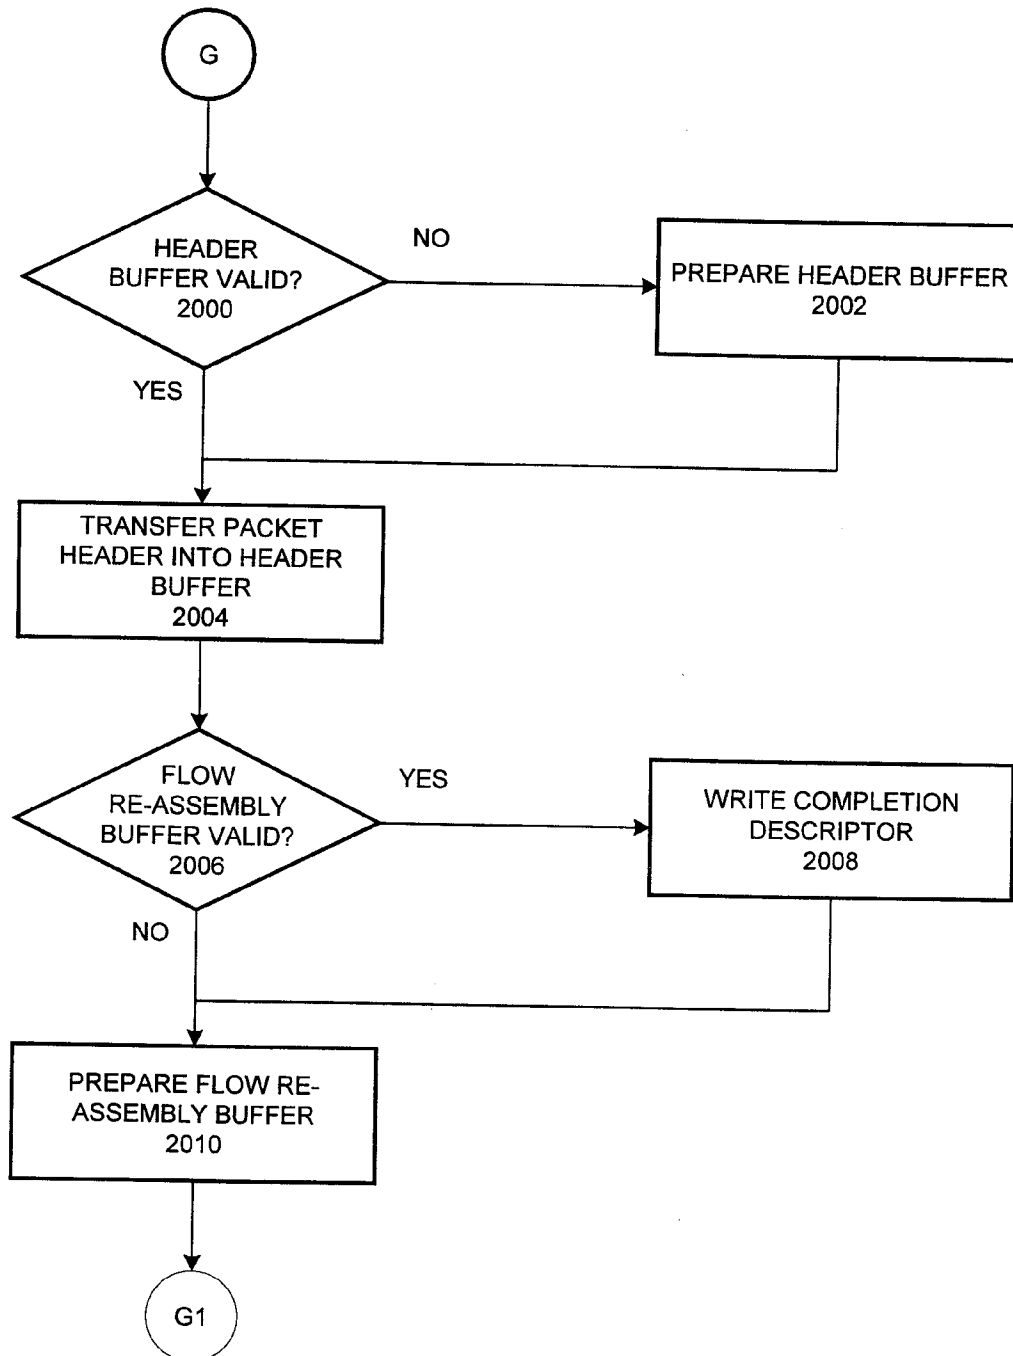 G
HEADER
BUFFER VALID?
2000
NO
PREPARE HEADER BUFFER
2002
YES
TRANSFER PACKET
HEADER INTO HEADER
BUFFER
2004
FLOW
RE-ASSEMBLY
BUFFER VALID?
2006
YES
WRITE COMPLETION
DESCRIPTOR
2008
NO
PREPARE FLOW RE-
ASSEMBLY BUFFER
2010
G1